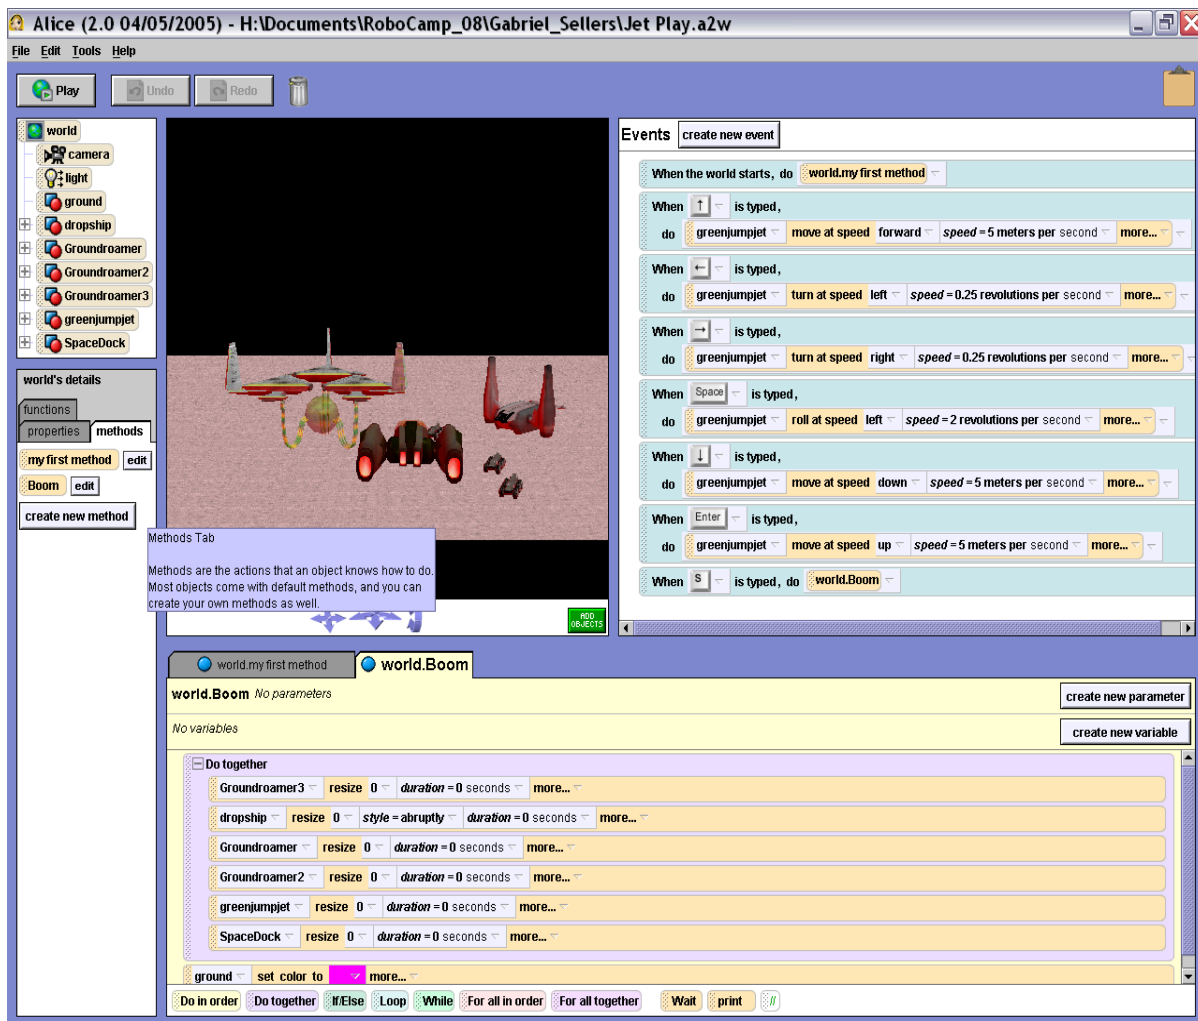 Alice (2.0 04/05/2005) - H:\Documents\RoboCamp_08\Gabriel_Sellers\Jet Play.a2w
File Edit Tools Help
Play Undo Redo
world
camera
light
ground
dropship
Groundroamer
Groundroamer2
Groundroamer3
greenjumpjet
SpaceDock
world's details
functions
properties methods
my first method edit
Boom edit
create new method
Methods Tab
Methods are the actions that an object knows how to do.
Most objects come with default methods, and you can
create your own methods as well.
ADD
OBJECTS
Events create new event
When the world starts, do world.my first method
When ↑ is typed,
do greenjumpjet move at speed forward speed = 5 meters per second more...
When ← is typed,
do greenjumpjet turn at speed left speed = 0.25 revolutions per second more...
When → is typed,
do greenjumpjet turn at speed right speed = 0.25 revolutions per second more...
When Space is typed,
do greenjumpjet roll at speed left speed = 2 revolutions per second more...
When ↓ is typed,
do greenjumpjet move at speed down speed = 5 meters per second more...
When Enter is typed,
do greenjumpjet move at speed up speed = 5 meters per second more...
When S is typed, do world.Boom
world.my first method world.Boom
world.Boom No parameters create new parameter
No variables create new variable
Do together
Groundroamer3 resize 0 duration = 0 seconds more...
dropship resize 0 style = abruptly duration = 0 seconds more...
Groundroamer resize 0 duration = 0 seconds more...
Groundroamer2 resize 0 duration = 0 seconds more...
greenjumpjet resize 0 duration = 0 seconds more...
SpaceDock resize 0 duration = 0 seconds more...
ground set color to more...
Do in order Do together If/Else Loop While For all in order For all together Wait print //